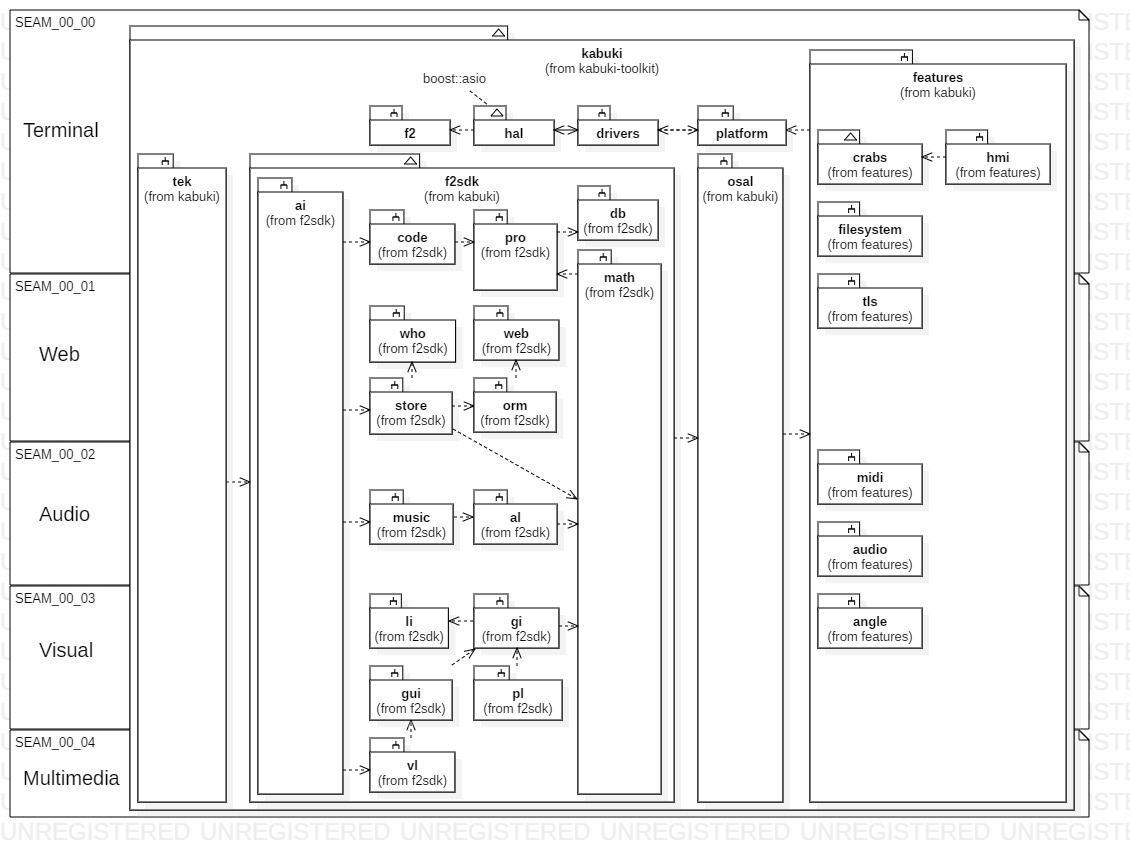 SEAM_00_00
Terminal
SEAM_00_01
Web
SEAM_00_02
Audio
SEAM_00_03
Visual
SEAM_00_04
Multimedia
kabuki
(from kabuki-toolkit)
boost::asio
f2
hal
drivers
platform
tek
(from kabuki)
f2sdk
(from kabuki)
ai
(from f2sdk)
code
(from f2sdk)
pro
(from f2sdk)
db
(from f2sdk)
math
(from f2sdk)
who
(from f2sdk)
web
(from f2sdk)
store
(from f2sdk)
orm
(from f2sdk)
music
(from f2sdk)
al
(from f2sdk)
li
(from f2sdk)
gi
(from f2sdk)
gui
(from f2sdk)
pl
(from f2sdk)
vl
(from f2sdk)
osal
(from kabuki)
features
(from kabuki)
crabs
(from features)
hmi
(from features)
filesystem
(from features)
tls
(from features)
midi
(from features)
audio
(from features)
angle
(from features)
UNREGISTERED UNREGISTERED UNREGISTERED UNREGISTERED UNREGISTERED